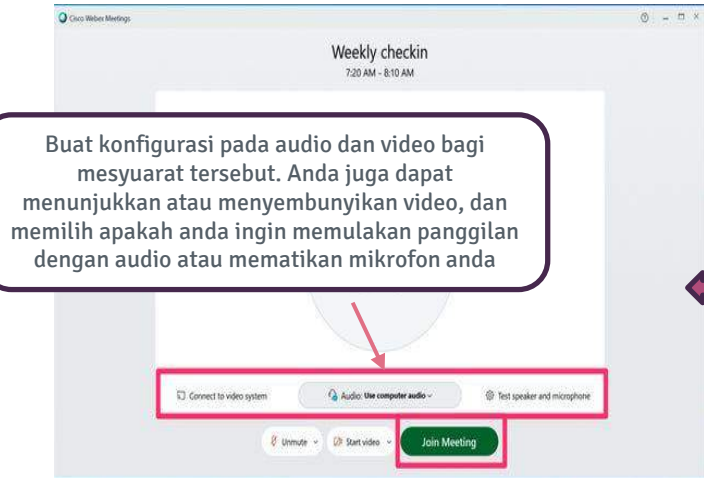 Cisco Webex Meetings
Weekly checkin
7:20 AM - 8:10 AM
Buat konfigurasi pada audio dan video bagi
mesyuarat tersebut. Anda juga dapat
menunjukkan atau menyembunyikan video, dan
memilih apakah anda ingin memulakan panggilan
dengan audio atau mematikan mikrofon anda
Connect to video system
Audio: Use computer audio
Test speaker and microphone
Unmute
Start video
Join Meeting